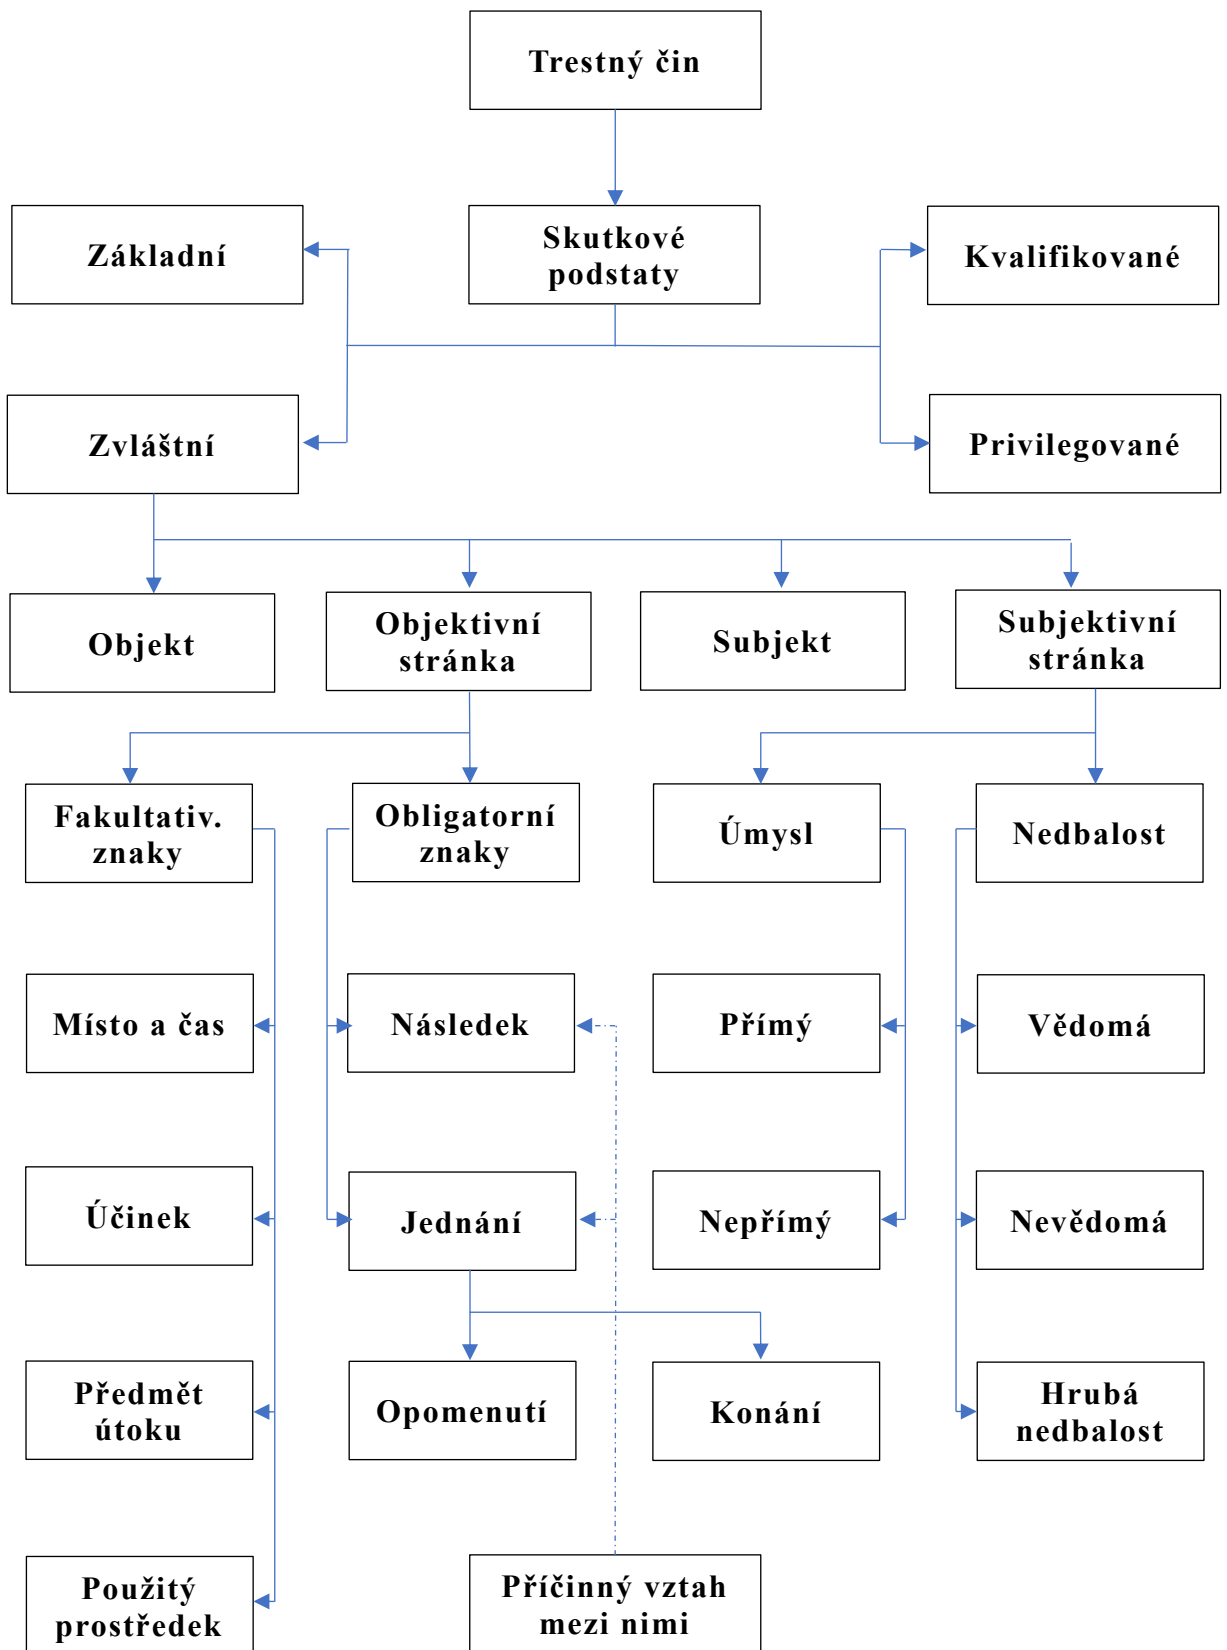 Trestný čin
Základní
Skutkové
podstaty
Kvalifikované
Zvláštní
Privilegované
Objekt
Objektivní
stránka
Subjekt
Subjektivní
stránka
Fakultativ.
znaky
Obligatorní
znaky
Úmysl
Nedbalost
Místo a čas
Následek
Přímý
Vědomá
Účinek
Jednání
Nepřímý
Nevědomá
Předmět
útoku
Opomenutí
Konání
Hrubá
nedbalost
Použitý
prostředek
Příčinný vztah
mezi nimi